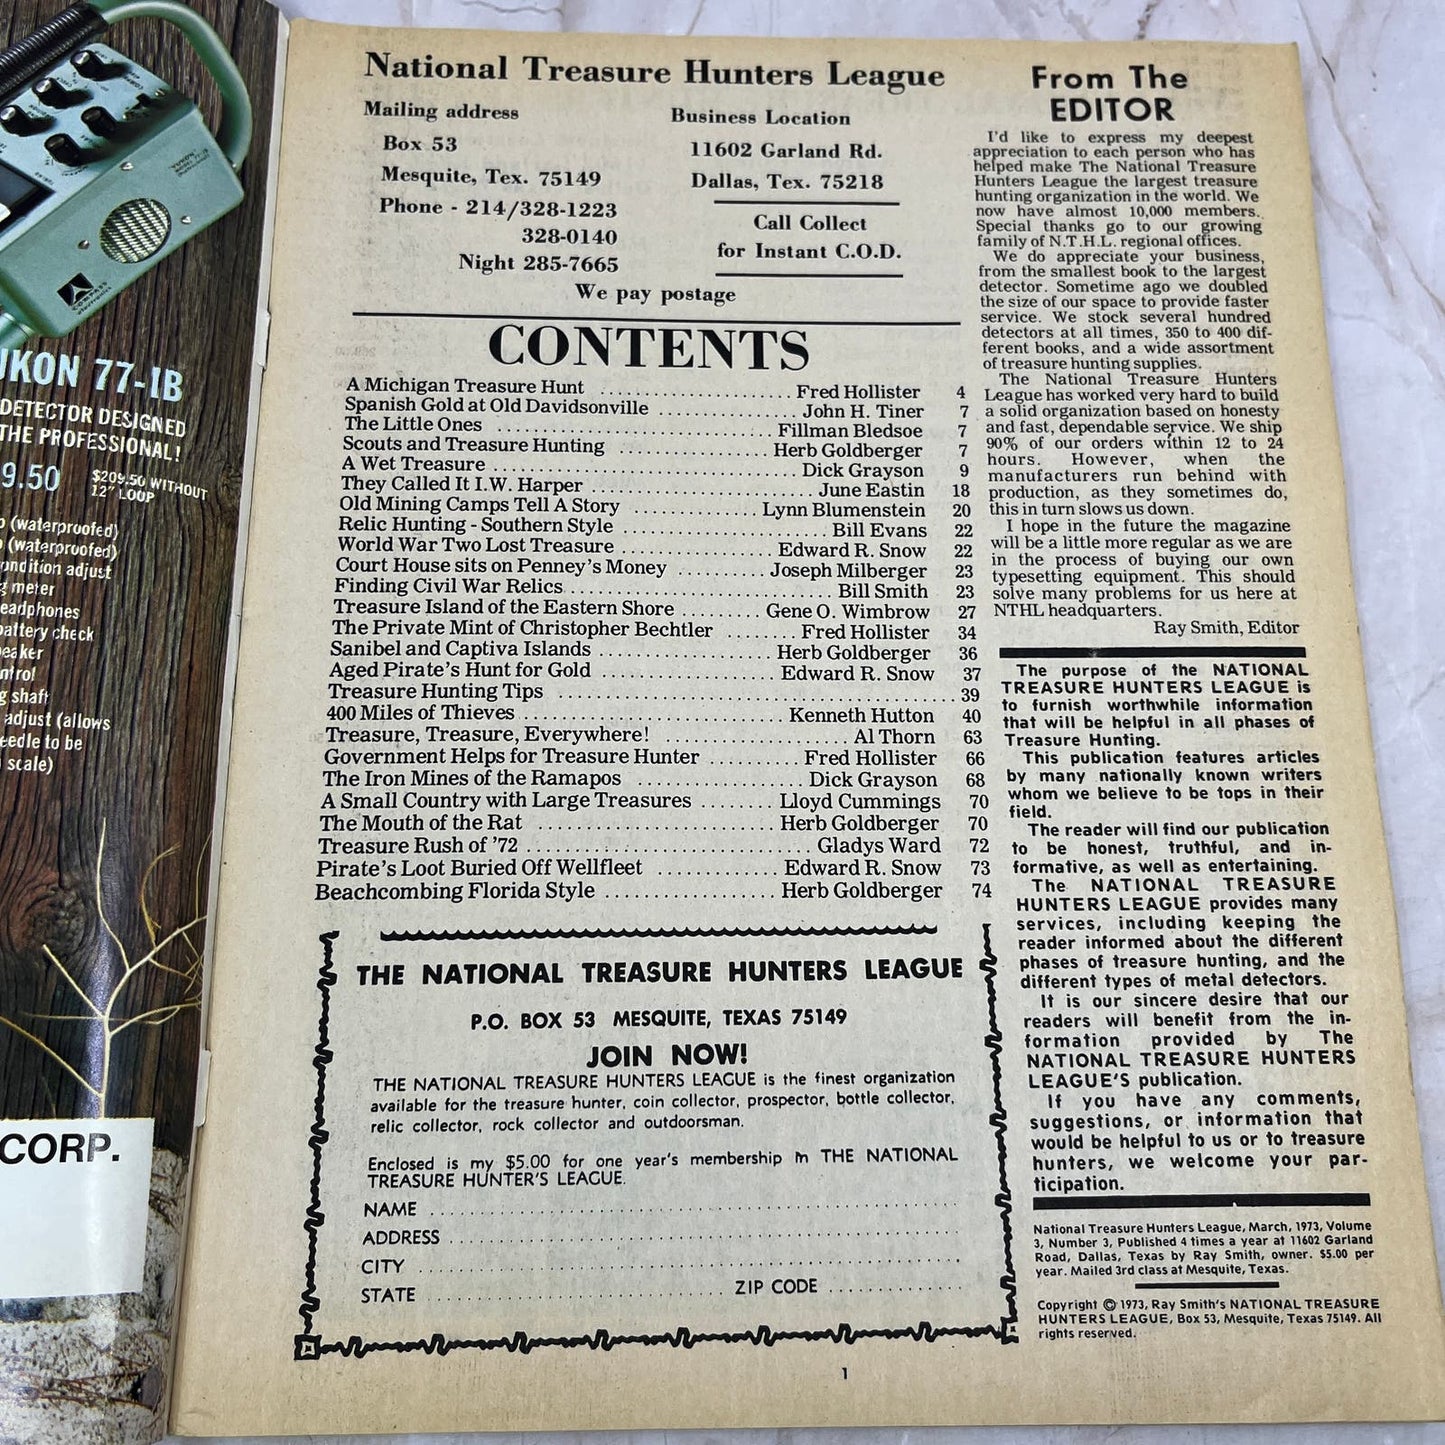 UKON 77-1B
DETECTOR DESIGNED
THE PROFESSIONAL!
9.50
$209.50 WITHOUT
12" LOOP
(waterproofed)
(waterproofed)
ondition adjust
meter
eadphones
battery check
eaker
ntrol
g shaft
adjust (allows
eedle to be
scale)
CORP.
National Treasure Hunters League
Mailing address
Box 53
Mesquite, Tex. 75149
Phone - 214/328-1223
328-0140
Night 285-7665
Business Location
11602 Garland Rd.
Dallas, Tex. 75218
Call Collect
for Instant C.O.D.
We pay postage
CONTENTS
A Michigan Treasure Hunt ..................... Fred Hollister 4
Spanish Gold at Old Davidsonville ............. John H. Tiner 7
The Little Ones .............................. Fillman Bledsoe 7
Scouts and Treasure Hunting ................ Herb Goldberger 7
A Wet Treasure ............................... Dick Grayson 9
They Called It I.W. Harper ........................ June Eastin 18
Old Mining Camps Tell A Story ............. Lynn Blumenstein 20
Relic Hunting - Southern Style ...................... Bill Evans 22
World War Two Lost Treasure ................ Edward R. Snow 22
Court House sits on Penney's Money ......... Joseph Milberger 23
Finding Civil War Relics ............................ Bill Smith 23
Treasure Island of the Eastern Shore ........ Gene O. Wimbrow 27
The Private Mint of Christopher Bechtler ........ Fred Hollister 34
Sanibel and Captiva Islands ................. Herb Goldberger 36
Aged Pirate's Hunt for Gold .................. Edward R. Snow 37
Treasure Hunting Tips ........................................ 39
400 Miles of Thieves ......................... Kenneth Hutton 40
Treasure, Treasure, Everywhere! ................... Al Thorn 63
Government Helps for Treasure Hunter ......... Fred Hollister 66
The Iron Mines of the Ramapos ................. Dick Grayson 68
A Small Country with Large Treasures ........ Lloyd Cummings 70
The Mouth of the Rat ........................ Herb Goldberger 70
Treasure Rush of '72 ............................ Gladys Ward 72
Pirate's Loot Buried Off Wellfleet ............ Edward R. Snow 73
Beachcombing Florida Style ................. Herb Goldberger 74
THE NATIONAL TREASURE HUNTERS LEAGUE
P.O. BOX 53 MESQUITE, TEXAS 75149
JOIN NOW!
THE NATIONAL TREASURE HUNTERS LEAGUE is the finest organization
available for the treasure hunter, coin collector, prospector, bottle collector,
relic collector, rock collector and outdoorsman.
Enclosed is my $5.00 for one year's membership in THE NATIONAL
TREASURE HUNTER'S LEAGUE.
NAME
ADDRESS
CITY
STATE ZIP CODE
From The
EDITOR
I'd like to express my deepest
appreciation to each person who has
helped make The National Treasure
Hunters League the largest treasure
hunting organization in the world. We
now have almost 10,000 members.
Special thanks go to our growing
family of N.T.H.L. regional offices.
We do appreciate your business,
from the smallest book to the largest
detector. Sometime ago we doubled
the size of our space to provide faster
service. We stock several hundred
detectors at all times, 350 to 400 dif-
ferent books, and a wide assortment
of treasure hunting supplies.
The National Treasure Hunters
League has worked very hard to build
a solid organization based on honesty
and fast, dependable service. We ship
90% of our orders within 12 to 24
hours. However, when the
manufacturers run behind with
production, as they sometimes do,
this in turn slows us down.
I hope in the future the magazine
will be a little more regular as we are
in the process of buying our own
typesetting equipment. This should
solve many problems for us here at
NTHL headquarters.
Ray Smith, Editor
The purpose of the NATIONAL
TREASURE HUNTERS LEAGUE is
to furnish worthwhile information
that will be helpful in all phases of
Treasure Hunting.
This publication features articles
by many nationally known writers
whom we believe to be tops in their
field.
The reader will find our publication
to be honest, truthful, and in-
formative, as well as entertaining.
The NATIONAL TREASURE
HUNTERS LEAGUE provides many
services, including keeping the
reader informed about the different
phases of treasure hunting, and the
different types of metal detectors.
It is our sincere desire that our
readers will benefit from the in-
formation provided by The
NATIONAL TREASURE HUNTERS
LEAGUE'S publication.
If you have any comments,
suggestions, or information that
would be helpful to us or to treasure
hunters, we welcome your par-
ticipation.
National Treasure Hunters League, March, 1973, Volume
3, Number 3, Published 4 times a year at 11602 Garland
Road, Dallas, Texas by Ray Smith, owner. $5.00 per
year. Mailed 3rd class at Mesquite, Texas.
Copyright © 1973, Ray Smith's NATIONAL TREASURE
HUNTERS LEAGUE, Box 53, Mesquite, Texas 75149. All
rights reserved.
1